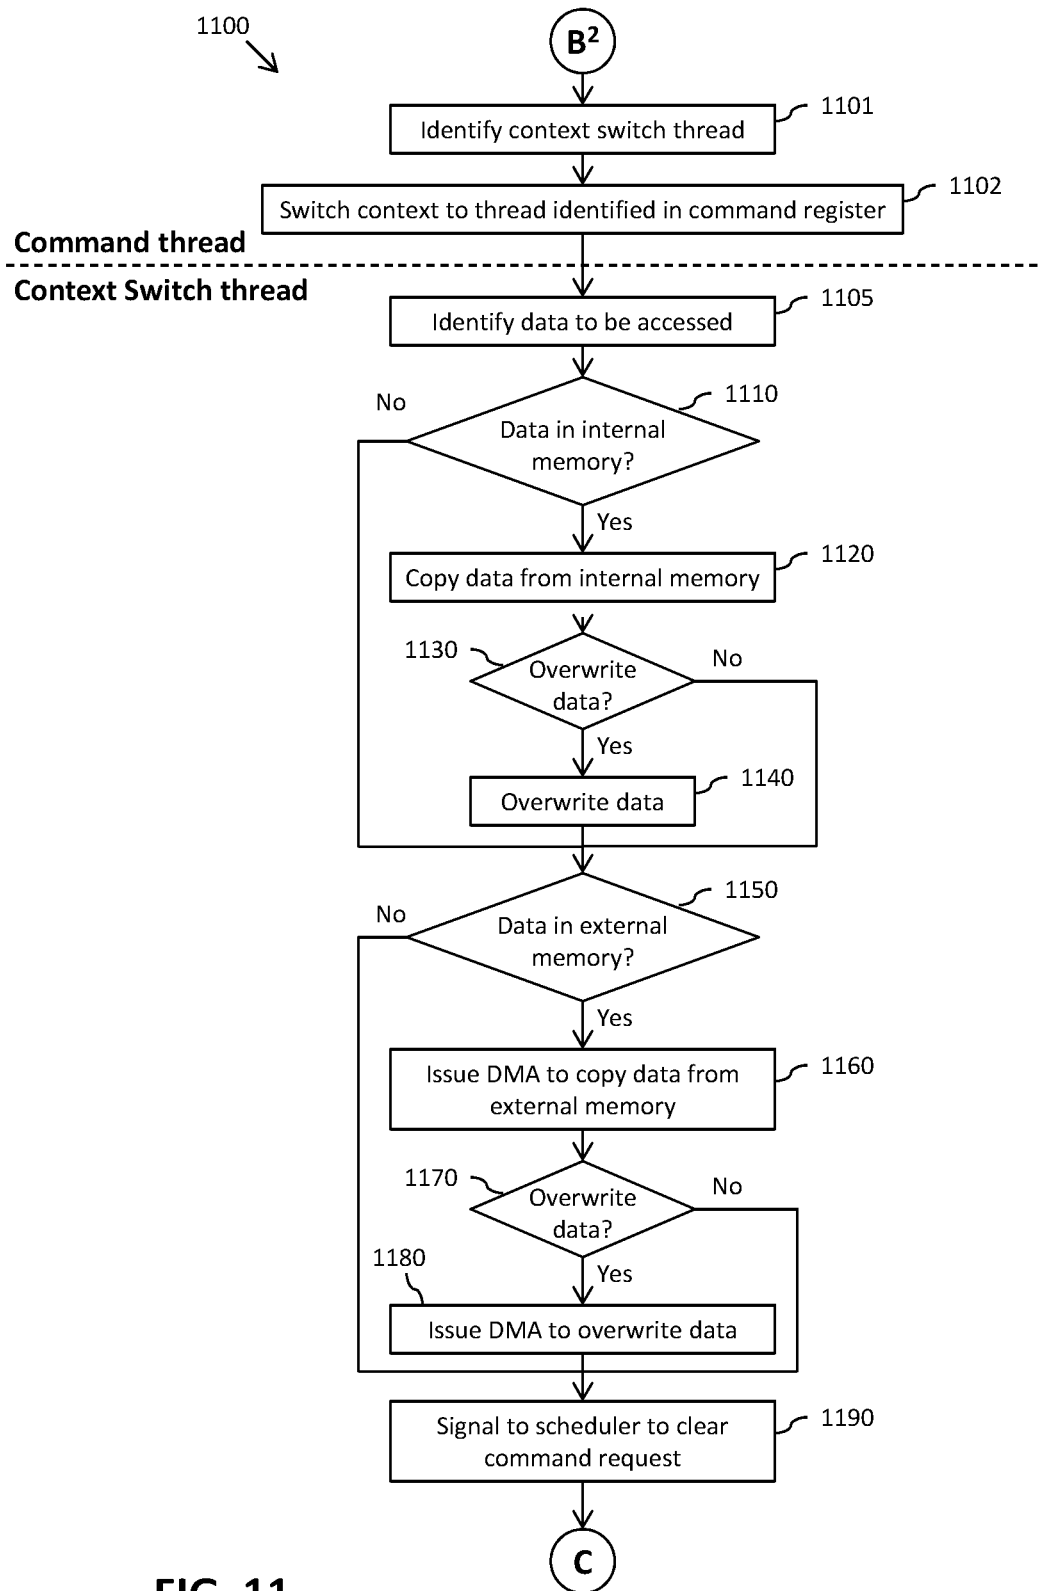 1100
B²
1101
Identify context switch thread
1102
Switch context to thread identified in command register
Command thread
Context Switch thread
1105
Identify data to be accessed
1110
No
Data in internal
memory?
Yes
1120
Copy data from internal memory
1130
No
Overwrite
data?
Yes
1140
Overwrite data
1150
No
Data in external
memory?
Yes
1160
Issue DMA to copy data from
external memory
1170
No
Overwrite
data?
1180
Yes
Issue DMA to overwrite data
1190
Signal to scheduler to clear
command request
C
FIG. 11